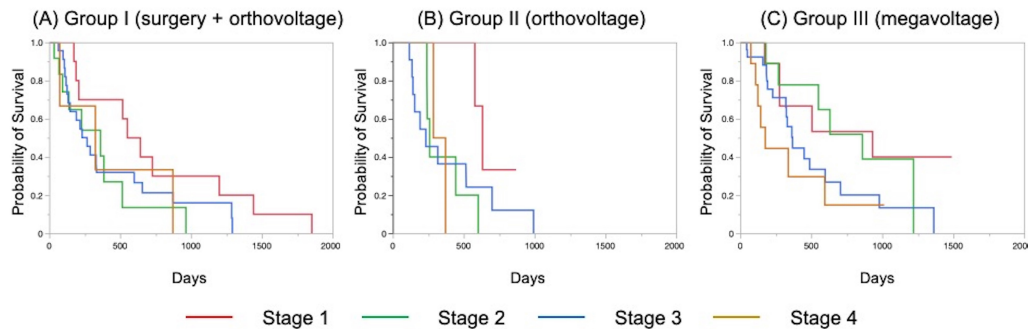 (A) Group I (surgery + orthovoltage) (B) Group II (orthovoltage) (C) Group III (megavoltage)
Probability of Survival
1.0
0.8
0.6
0.4
0.2
0.0
0 500 1000 1500 2000
Days
Probability of Survival
1.0
0.8
0.6
0.4
0.2
0.0
0 500 1000 1500 2000
Days
Probability of Survival
1.0
0.8
0.6
0.4
0.2
0.0
0 500 1000 1500 2000
Days
Stage 1 Stage 2 Stage 3 Stage 4